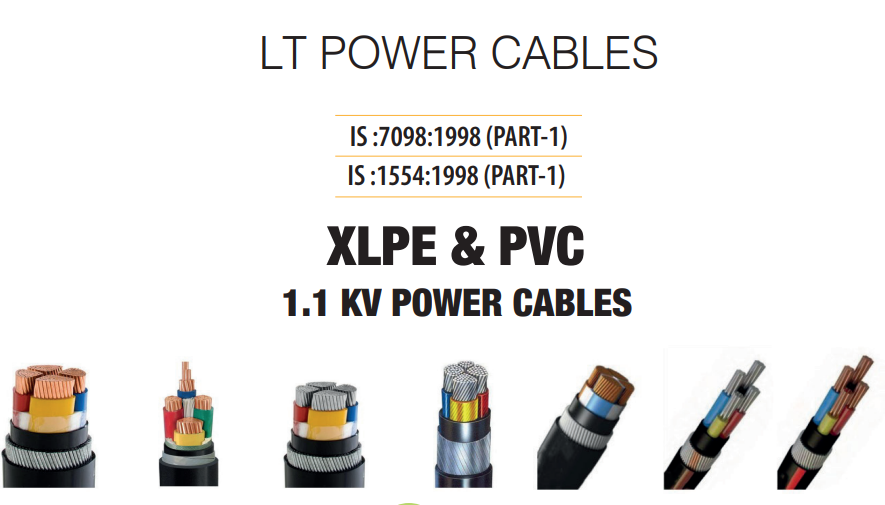 LT POWER CABLES
IS :7098:1998 (PART-1)
IS :1554:1998 (PART-1)
XLPE & PVC
1.1 KV POWER CABLES